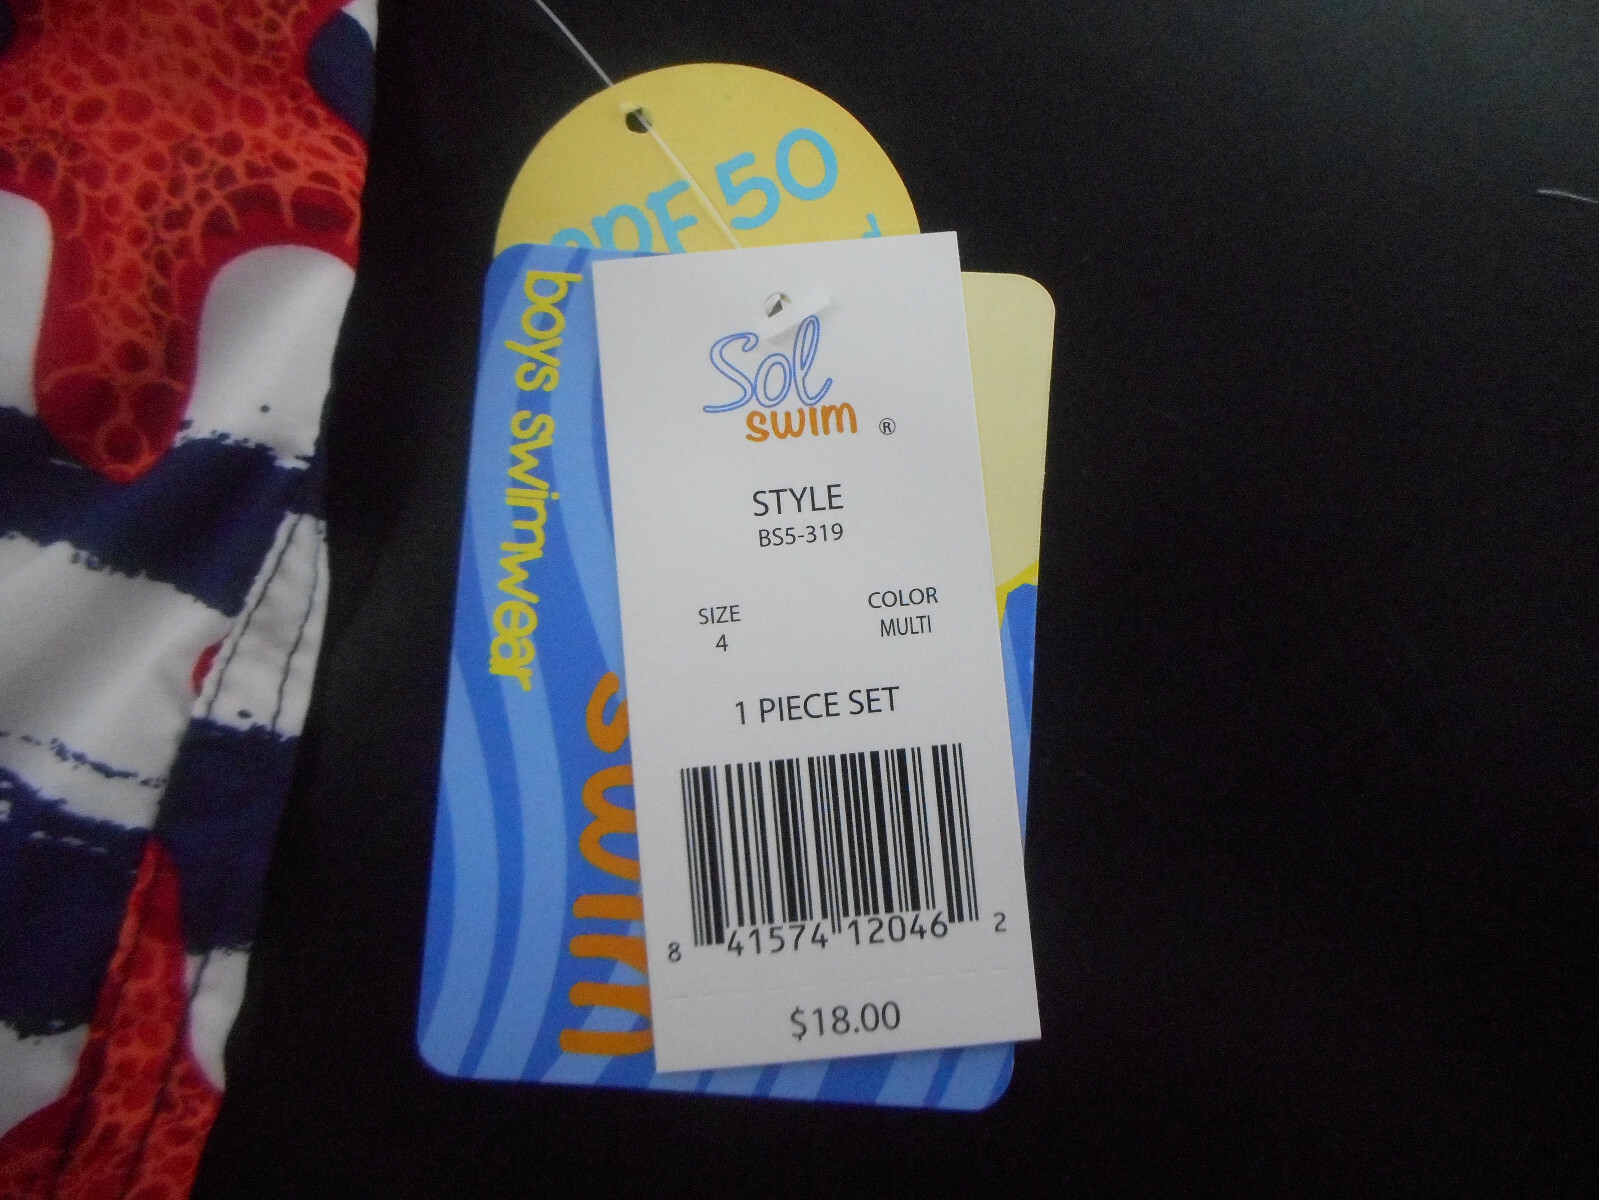 50
boys swimwear
swim
Sol
swim ®
STYLE
BS5-319
SIZE
4
COLOR
MULTI
1 PIECE SET
8 41574 12046 2
$18.00